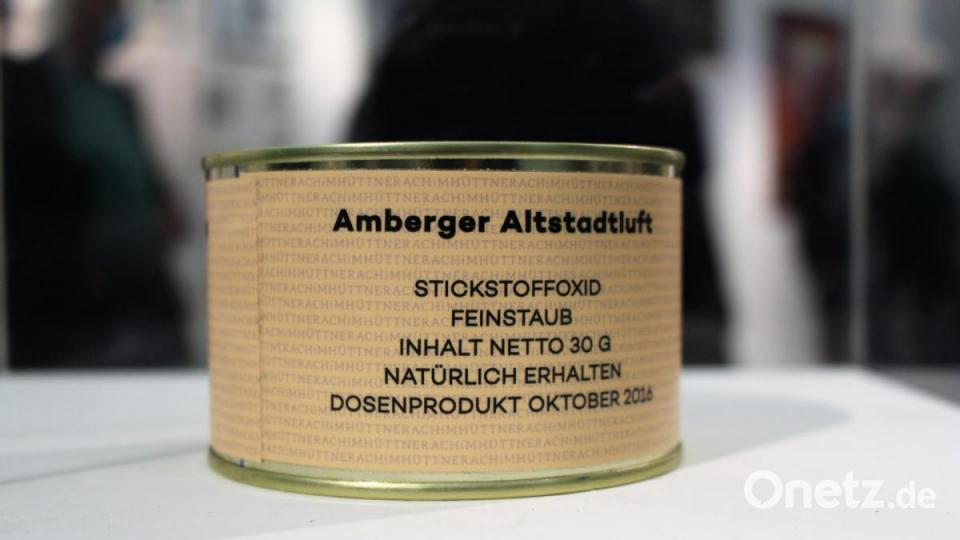 Amberger Altstadtluft
STICKSTOFFOXID
FEINSTAUB
INHALT NETTO 30 G
NATÜRLICH ERHALTEN
DOSENPRODUKT OKTOBER 2016
Onetz.de